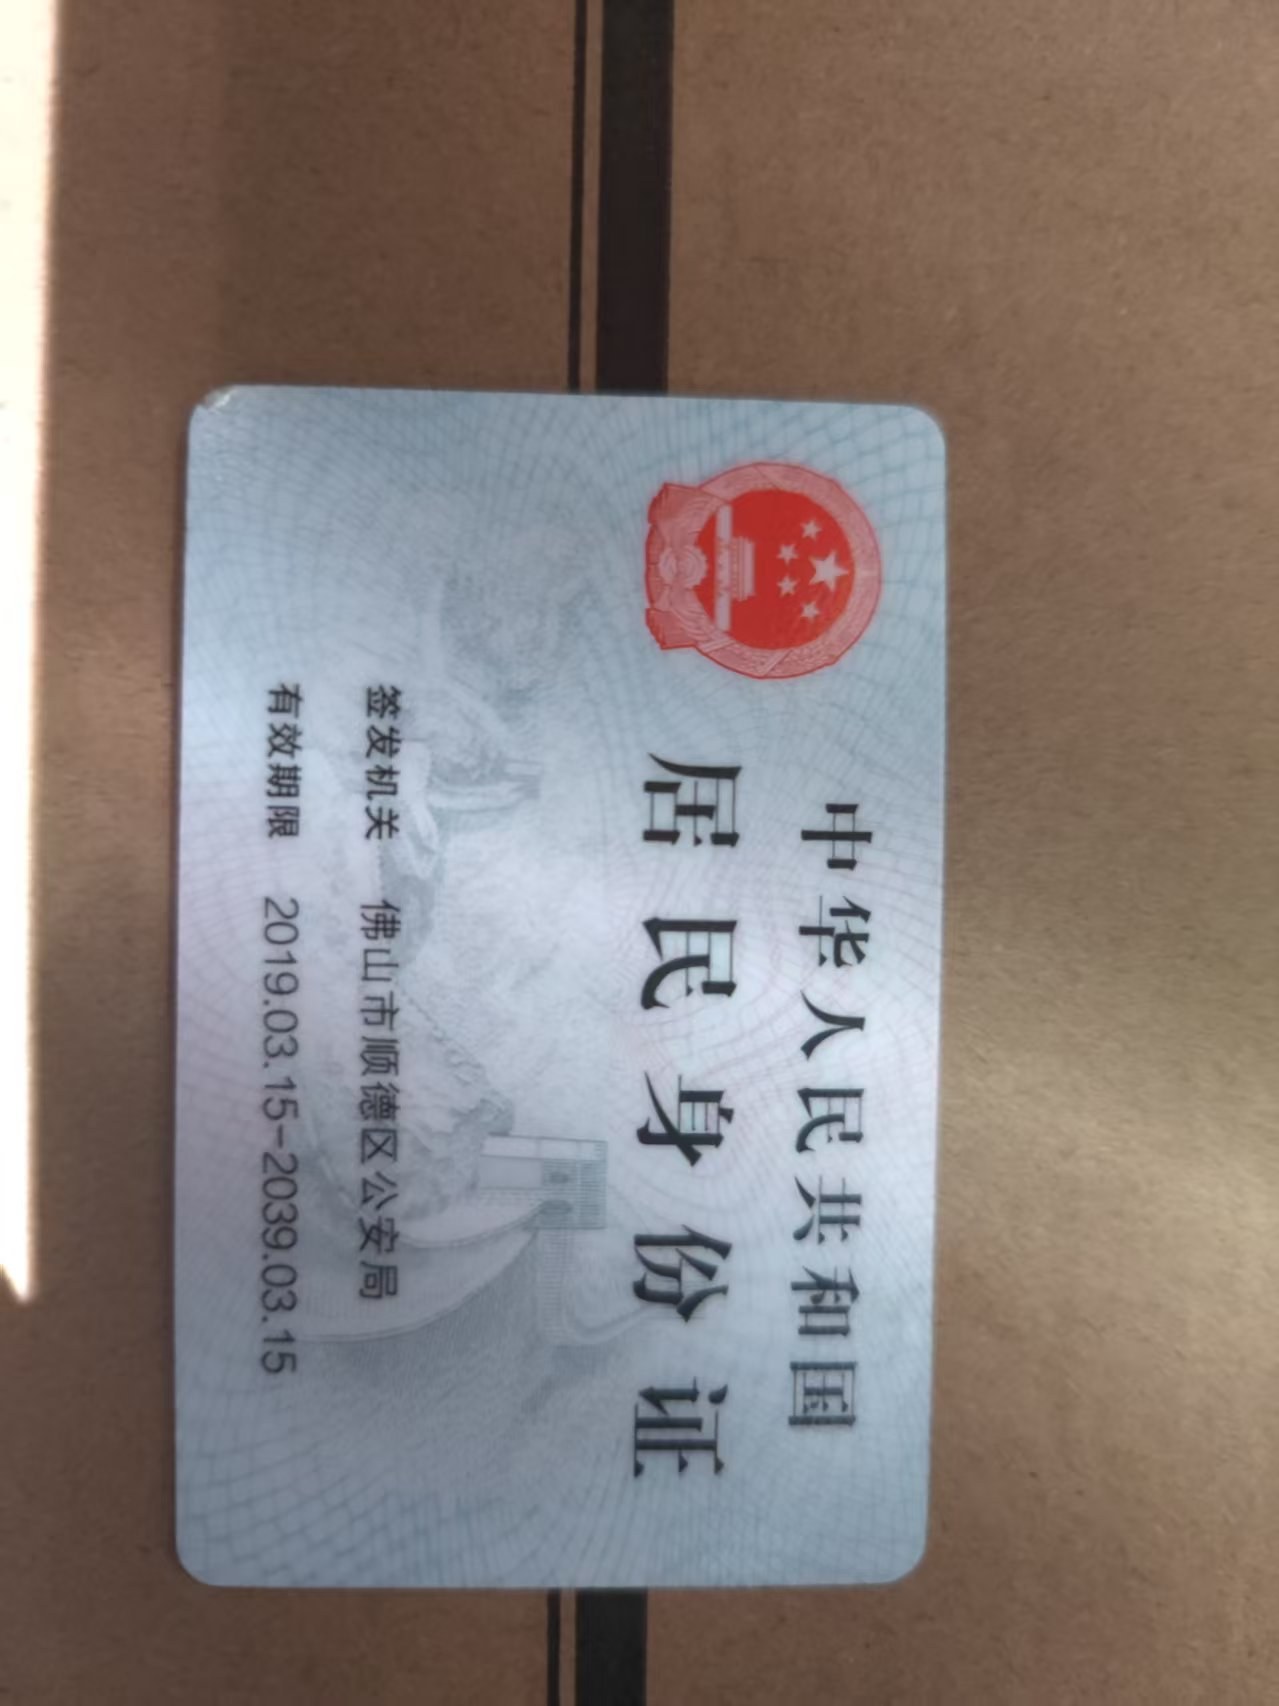 中华人民共和国
居民身份证
签发机关 佛山市顺德区公安局
有效期限 2019.03.15-2039.03.15